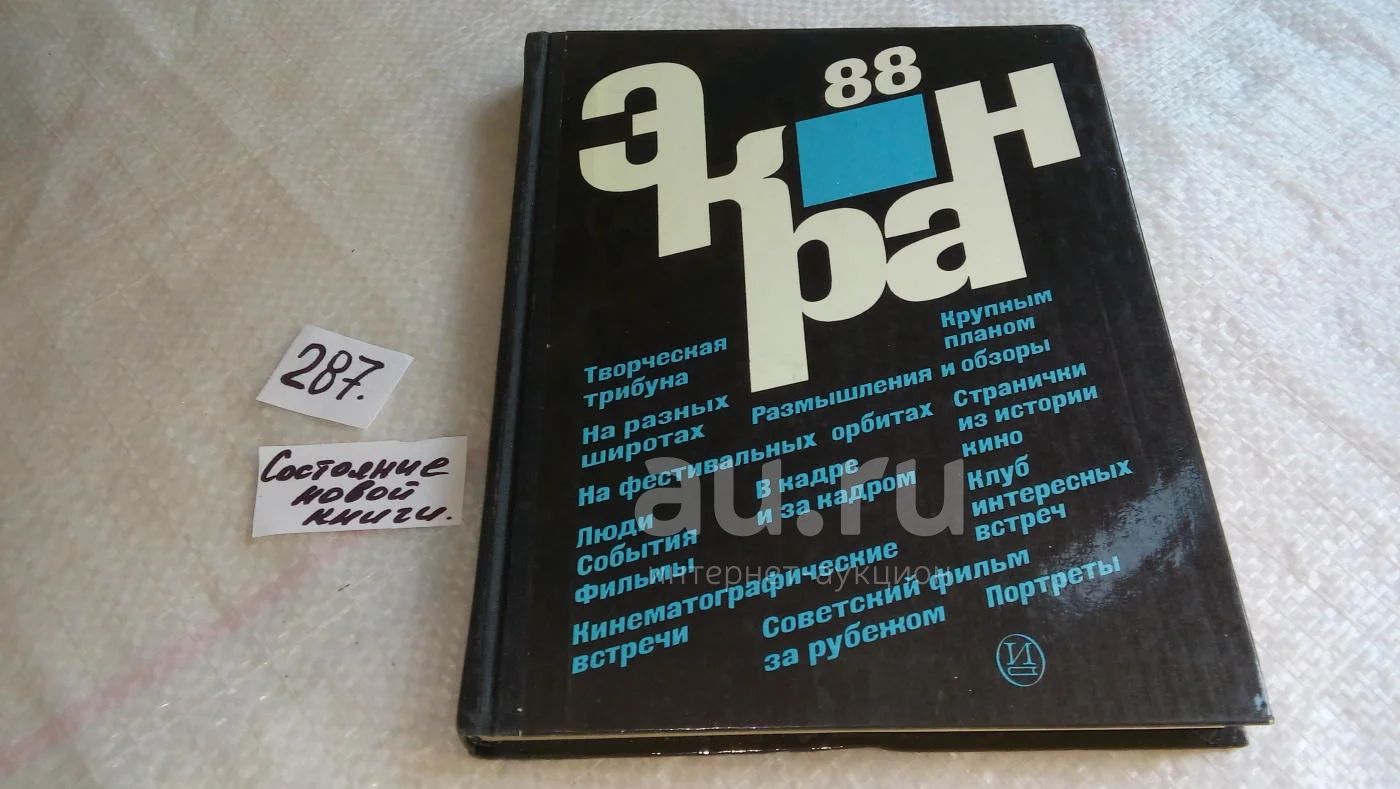 88
экран
Творческая
трибуна
Крупным
планом
На разных
широтах
Размышления и обзоры
На фестивальных орбитах
Странички
из истории
кино
Люди
События
Фильмы
В кадре
и за кадром
Клуб
интересных
встреч
Кинематографические
встречи
Советский фильм
за рубежом
Портреты
И
287.
Состояние
новой
книги.
au.ru
интернет-аукцион